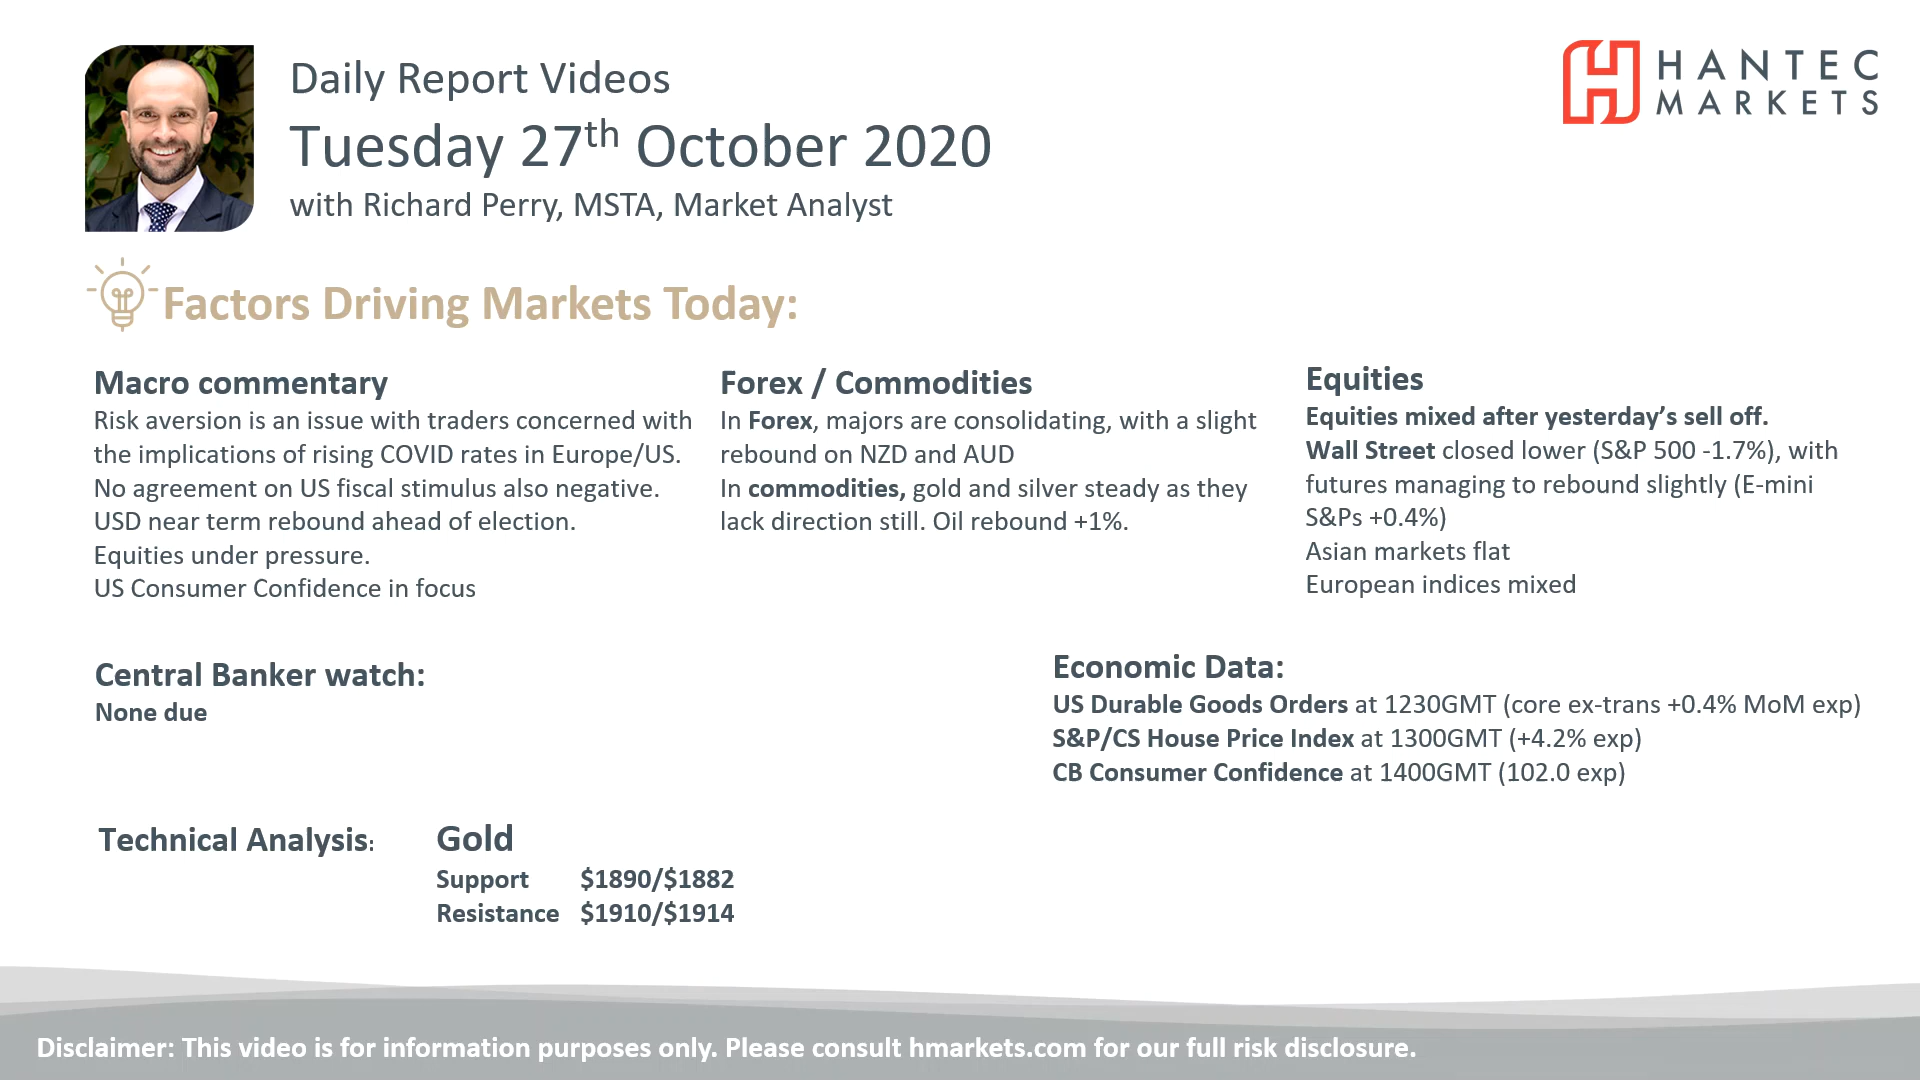 Daily Report Videos
Tuesday 27th October 2020
with Richard Perry, MSTA, Market Analyst
HANTEC
MARKETS
Factors Driving Markets Today:
Macro commentary
Risk aversion is an issue with traders concerned with
the implications of rising COVID rates in Europe/US.
No agreement on US fiscal stimulus also negative.
USD near term rebound ahead of election.
Equities under pressure.
US Consumer Confidence in focus
Forex / Commodities
In Forex, majors are consolidating, with a slight
rebound on NZD and AUD
In commodities, gold and silver steady as they
lack direction still. Oil rebound +1%.
Equities
Equities mixed after yesterday’s sell off.
Wall Street closed lower (S&P 500 -1.7%), with
futures managing to rebound slightly (E-mini
S&Ps +0.4%)
Asian markets flat
European indices mixed
Central Banker watch:
None due
Economic Data:
US Durable Goods Orders at 1230GMT (core ex-trans +0.4% MoM exp)
S&P/CS House Price Index at 1300GMT (+4.2% exp)
CB Consumer Confidence at 1400GMT (102.0 exp)
Technical Analysis:
Gold
Support $1890/$1882
Resistance $1910/$1914
Disclaimer: This video is for information purposes only. Please consult hmarkets.com for our full risk disclosure.